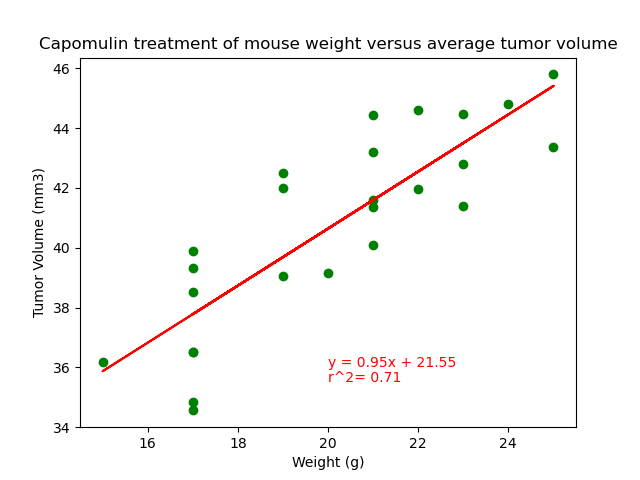 Capomulin treatment of mouse weight versus average tumor volume
46
44
42
40
38
36
34
Tumor Volume (mm3)
y = 0.95x + 21.55
r^2= 0.71
16 18 20 22 24
Weight (g)